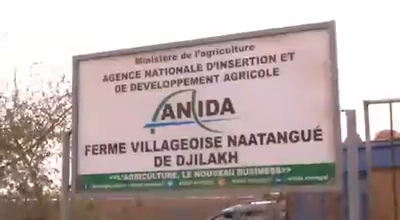 Ministère de l'agriculture
AGENCE NATIONALE D'INSERTION ET
DE DEVELOPPEMENT AGRICOLE
ANIDA
FERME VILLAGEOISE NAATANGUÉ
DE DJILAKH
«L'AGRICULTURE, LE NOUVEAU BUSINESS»